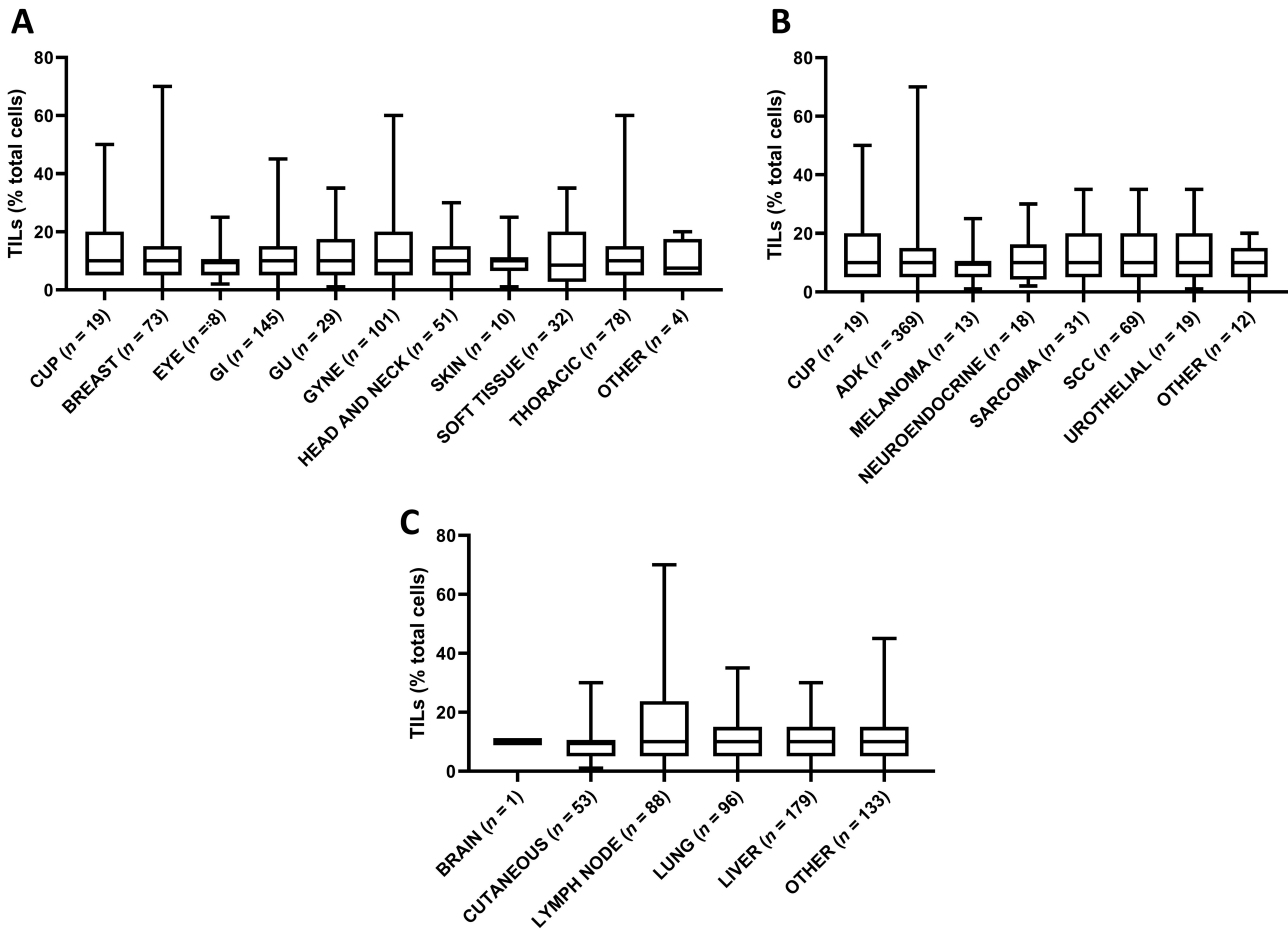 A
TILs (% total cells)
80
60
40
20
0
CUP (n = 19)
BREAST (n = 73)
EYE (n = 8)
GI (n = 145)
GU (n = 29)
GYNE (n = 101)
HEAD AND NECK (n = 51)
SKIN (n = 10)
SOFT TISSUE (n = 32)
THORACIC (n = 78)
OTHER (n = 4)
B
TILs (% total cells)
80
60
40
20
0
CUP (n = 19)
ADK (n = 369)
MELANOMA (n = 13)
NEUROENDOCRINE (n = 18)
SARCOMA (n = 31)
SCC (n = 69)
UROTHELIAL (n = 19)
OTHER (n = 12)
C
TILs (% total cells)
80
60
40
20
0
BRAIN (n = 1)
CUTANEOUS (n = 53)
LYMPH NODE (n = 88)
LUNG (n = 96)
LIVER (n = 179)
OTHER (n = 133)